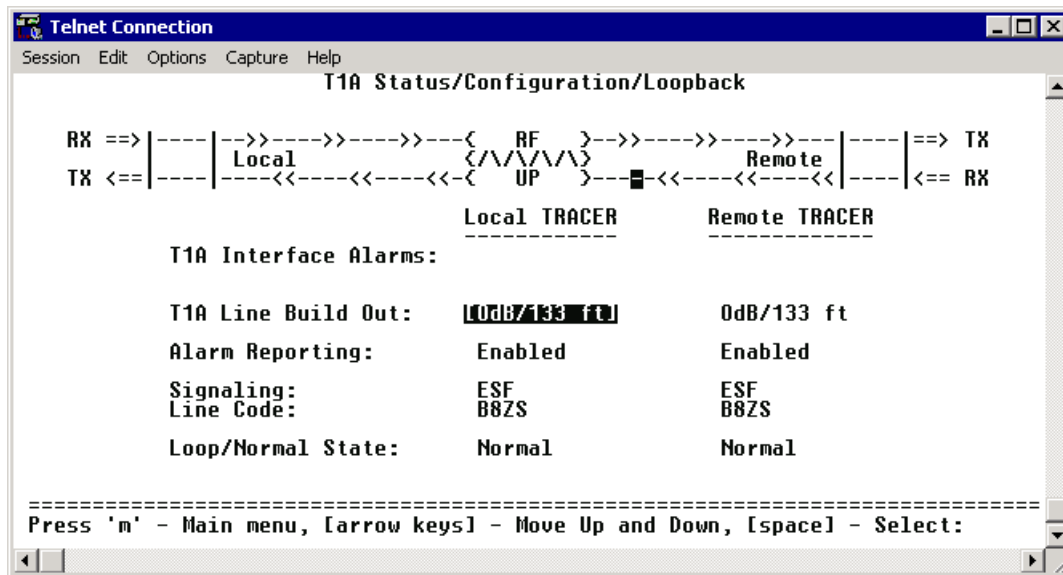 Telnet Connection
Session Edit Options Capture Help
T1A Status/Configuration/Loopback
RX ==>|----|-->>---->>---->>---{ RF }-->>---->>---->>---|----|==> TX
| | Local {/\/\/\/\} Remote | |
TX <==|----|----<<----<<----<<-{ UP }----<<----<<----<<|----|<== RX
Local TRACER Remote TRACER
------------ -------------
T1A Interface Alarms:
T1A Line Build Out: [0dB/133 ft] 0dB/133 ft
Alarm Reporting: Enabled Enabled
Signaling: ESF ESF
Line Code: B8ZS B8ZS
Loop/Normal State: Normal Normal
===============================================================================
Press 'm' - Main menu, [arrow keys] - Move Up and Down, [space] - Select: